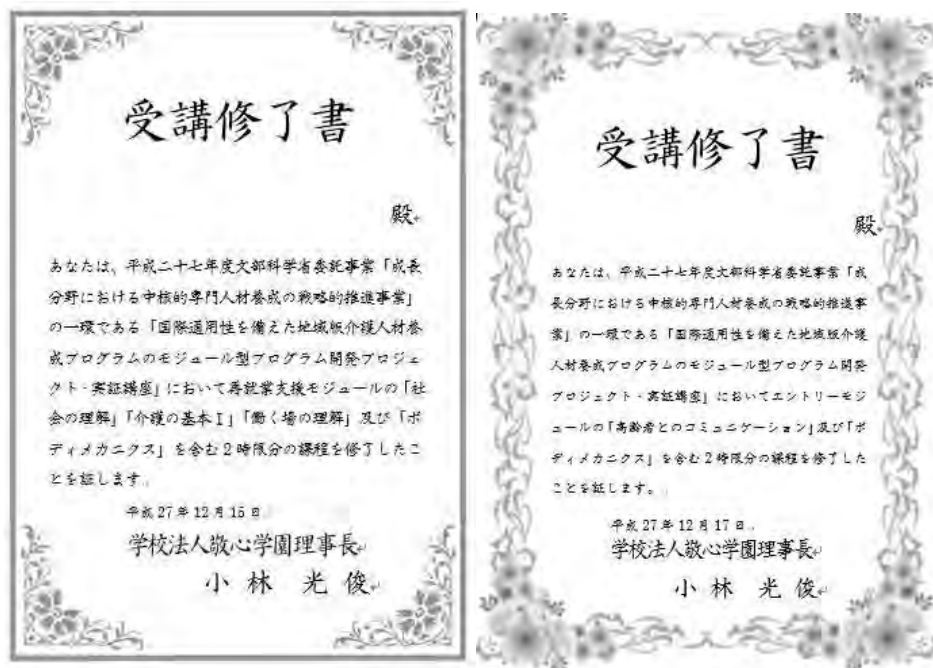 受講修了書
殿
あなたは、平成二十七年度文部科学省委託事業「成長
分野における中核的専門人材養成の戦略的推進事業」
の一環である「国際通用性を備えた地域版介護人材養
成プログラムのモジュール型プログラム開発プロジェ
クト・実証講座」において再就業支援モジュールの「社
会の理解」「介護の基本Ⅰ」「働く場の理解」及び「ボ
ディメカニクス」を含む2時限分の課程を修了したこ
とを証します。
平成27年12月15日
学校法人敬心学園理事長
小林 光俊
受講修了書
殿
あなたは、平成二十七年度文部科学省委託事業「成
長分野における中核的専門人材養成の戦略的推進事
業」の一環である「国際通用性を備えた地域版介護
人材養成プログラムのモジュール型プログラム開発
プロジェクト・実証講座」においてエントリーモジ
ュールの「高齢者とのコミュニケーション」及び「ボ
ディメカニクス」を含む2時限分の課程を修了した
ことを証します。
平成27年12月17日
学校法人敬心学園理事長
小林 光俊